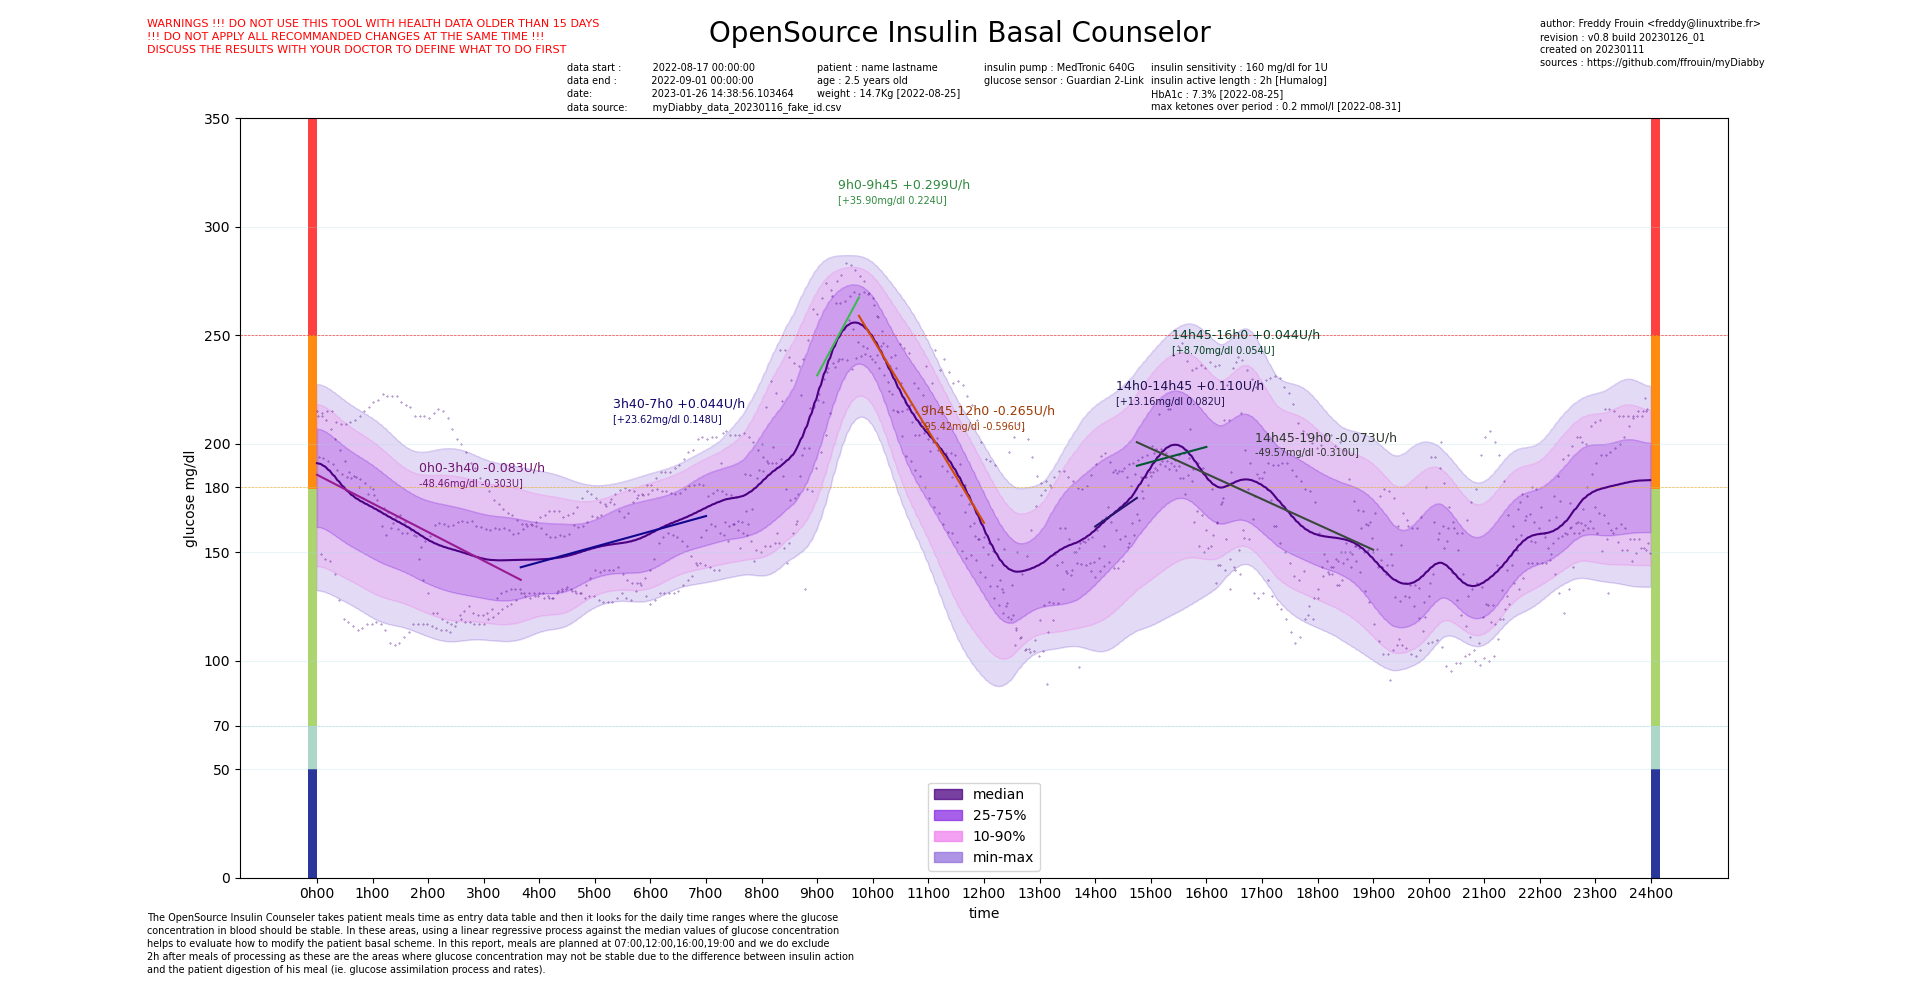 WARNINGS !!! DO NOT USE THIS TOOL WITH HEALTH DATA OLDER THAN 15 DAYS
!!! DO NOT APPLY ALL RECOMMANDED CHANGES AT THE SAME TIME !!!
DISCUSS THE RESULTS WITH YOUR DOCTOR TO DEFINE WHAT TO DO FIRST
OpenSource Insulin Basal Counselor
author: Freddy Frouin <freddy@linuxtribe.fr>
revision : v0.8 build 20230126_01
created on 20230111
sources : https://github.com/ffrouin/myDiabby
data start : 2022-08-17 00:00:00
data end : 2022-09-01 00:00:00
date: 2023-01-26 14:38:56.103464
data source: myDiabby_data_20230116_fake_id.csv
patient : name lastname
age : 2.5 years old
weight : 14.7Kg [2022-08-25]
insulin pump : MedTronic 640G
glucose sensor : Guardian 2-Link
insulin sensitivity : 160 mg/dl for 1U
insulin active length : 2h [Humalog]
HbA1c : 7.3% [2022-08-25]
max ketones over period : 0.2 mmol/l [2022-08-31]
350
300
250
200
180
150
100
70
50
0
glucose mg/dl
9h0-9h45 +0.299U/h
[+35.90mg/dl 0.224U]
14h45-16h0 +0.044U/h
[+8.70mg/dl 0.054U]
14h0-14h45 +0.110U/h
[+13.16mg/dl 0.082U]
3h40-7h0 +0.044U/h
[+23.62mg/dl 0.148U]
9h45-12h0 -0.265U/h
-95.42mg/dl -0.596U]
14h45-19h0 -0.073U/h
-49.57mg/dl -0.310U]
0h0-3h40 -0.083U/h
-48.46mg/dl -0.303U]
median
25-75%
10-90%
min-max
0h00 1h00 2h00 3h00 4h00 5h00 6h00 7h00 8h00 9h00 10h00 11h00 12h00 13h00 14h00 15h00 16h00 17h00 18h00 19h00 20h00 21h00 22h00 23h00 24h00
time
The OpenSource Insulin Counseler takes patient meals time as entry data table and then it looks for the daily time ranges where the glucose
concentration in blood should be stable. In these areas, using a linear regressive process against the median values of glucose concentration
helps to evaluate how to modify the patient basal scheme. In this report, meals are planned at 07:00,12:00,16:00,19:00 and we do exclude
2h after meals of processing as these are the areas where glucose concentration may not be stable due to the difference between insulin action
and the patient digestion of his meal (ie. glucose assimilation process and rates).